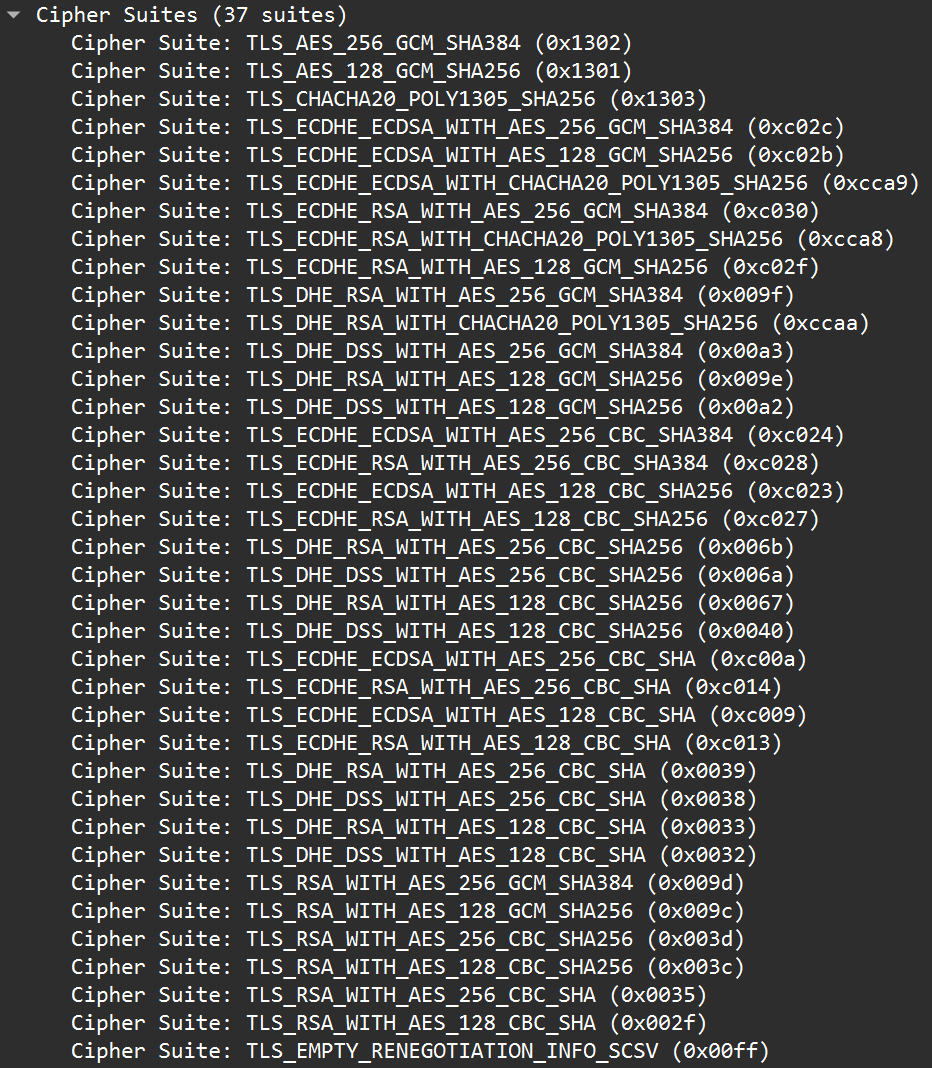 Cipher Suites (37 suites)
Cipher Suite: TLS_AES_256_GCM_SHA384 (0x1302)
Cipher Suite: TLS_AES_128_GCM_SHA256 (0x1301)
Cipher Suite: TLS_CHACHA20_POLY1305_SHA256 (0x1303)
Cipher Suite: TLS_ECDHE_ECDSA_WITH_AES_256_GCM_SHA384 (0xc02c)
Cipher Suite: TLS_ECDHE_ECDSA_WITH_AES_128_GCM_SHA256 (0xc02b)
Cipher Suite: TLS_ECDHE_ECDSA_WITH_CHACHA20_POLY1305_SHA256 (0xcca9)
Cipher Suite: TLS_ECDHE_RSA_WITH_AES_256_GCM_SHA384 (0xc030)
Cipher Suite: TLS_ECDHE_RSA_WITH_CHACHA20_POLY1305_SHA256 (0xcca8)
Cipher Suite: TLS_ECDHE_RSA_WITH_AES_128_GCM_SHA256 (0xc02f)
Cipher Suite: TLS_DHE_RSA_WITH_AES_256_GCM_SHA384 (0x009f)
Cipher Suite: TLS_DHE_RSA_WITH_CHACHA20_POLY1305_SHA256 (0xccaa)
Cipher Suite: TLS_DHE_DSS_WITH_AES_256_GCM_SHA384 (0x00a3)
Cipher Suite: TLS_DHE_RSA_WITH_AES_128_GCM_SHA256 (0x009e)
Cipher Suite: TLS_DHE_DSS_WITH_AES_128_GCM_SHA256 (0x00a2)
Cipher Suite: TLS_ECDHE_ECDSA_WITH_AES_256_CBC_SHA384 (0xc024)
Cipher Suite: TLS_ECDHE_RSA_WITH_AES_256_CBC_SHA384 (0xc028)
Cipher Suite: TLS_ECDHE_ECDSA_WITH_AES_128_CBC_SHA256 (0xc023)
Cipher Suite: TLS_ECDHE_RSA_WITH_AES_128_CBC_SHA256 (0xc027)
Cipher Suite: TLS_DHE_RSA_WITH_AES_256_CBC_SHA256 (0x006b)
Cipher Suite: TLS_DHE_DSS_WITH_AES_256_CBC_SHA256 (0x006a)
Cipher Suite: TLS_DHE_RSA_WITH_AES_128_CBC_SHA256 (0x0067)
Cipher Suite: TLS_DHE_DSS_WITH_AES_128_CBC_SHA256 (0x0040)
Cipher Suite: TLS_ECDHE_ECDSA_WITH_AES_256_CBC_SHA (0xc00a)
Cipher Suite: TLS_ECDHE_RSA_WITH_AES_256_CBC_SHA (0xc014)
Cipher Suite: TLS_ECDHE_ECDSA_WITH_AES_128_CBC_SHA (0xc009)
Cipher Suite: TLS_ECDHE_RSA_WITH_AES_128_CBC_SHA (0xc013)
Cipher Suite: TLS_DHE_RSA_WITH_AES_256_CBC_SHA (0x0039)
Cipher Suite: TLS_DHE_DSS_WITH_AES_256_CBC_SHA (0x0038)
Cipher Suite: TLS_DHE_RSA_WITH_AES_128_CBC_SHA (0x0033)
Cipher Suite: TLS_DHE_DSS_WITH_AES_128_CBC_SHA (0x0032)
Cipher Suite: TLS_RSA_WITH_AES_256_GCM_SHA384 (0x009d)
Cipher Suite: TLS_RSA_WITH_AES_128_GCM_SHA256 (0x009c)
Cipher Suite: TLS_RSA_WITH_AES_256_CBC_SHA256 (0x003d)
Cipher Suite: TLS_RSA_WITH_AES_128_CBC_SHA256 (0x003c)
Cipher Suite: TLS_RSA_WITH_AES_256_CBC_SHA (0x0035)
Cipher Suite: TLS_RSA_WITH_AES_128_CBC_SHA (0x002f)
Cipher Suite: TLS_EMPTY_RENEGOTIATION_INFO_SCSV (0x00ff)